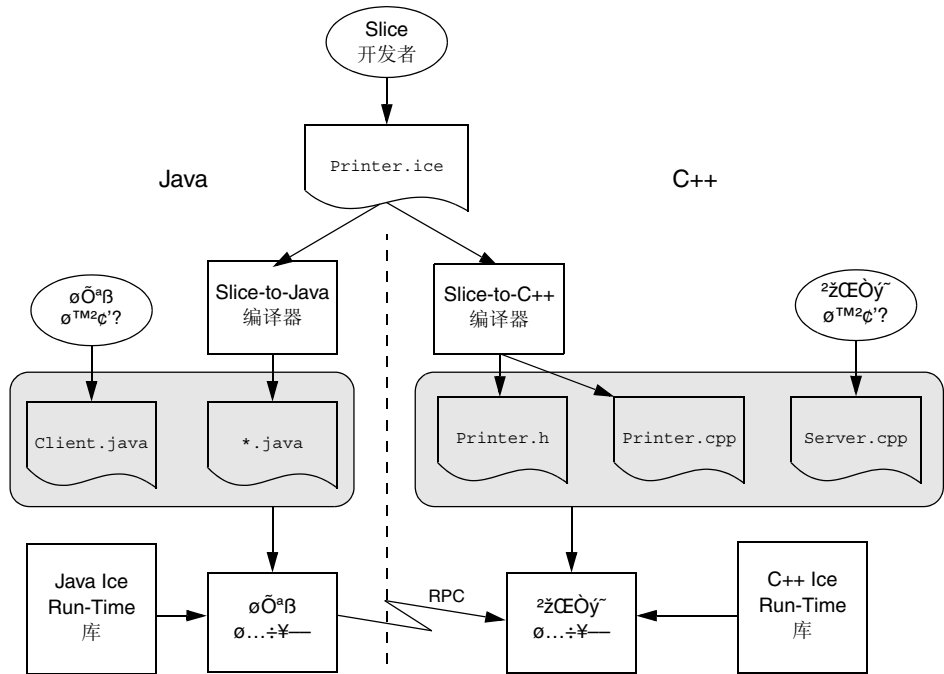 Slice
开发者
Printer.ice
Java
C++
Slice-to-Java
编译器
Slice-to-C++
编译器
Client.java
*.java
Printer.h
Printer.cpp
Server.cpp
Java Ice
Run-Time
库
RPC
C++ Ice
Run-Time
库